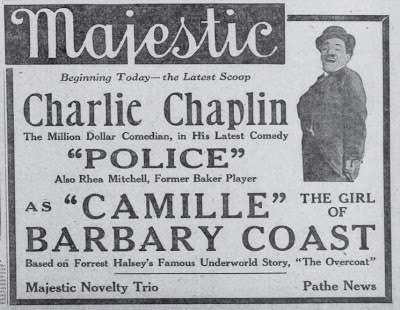 Majestic
Beginning Today—the Latest Scoop
Charlie Chaplin
The Million Dollar Comedian, in His Latest Comedy
"POLICE"
Also Rhea Mitchell, Former Baker Player
AS "CAMILLE" THE GIRL OF
BARBARY COAST
Based on Forrest Halsey's Famous Underworld Story, "The Overcoat"
Majestic Novelty Trio Pathe News